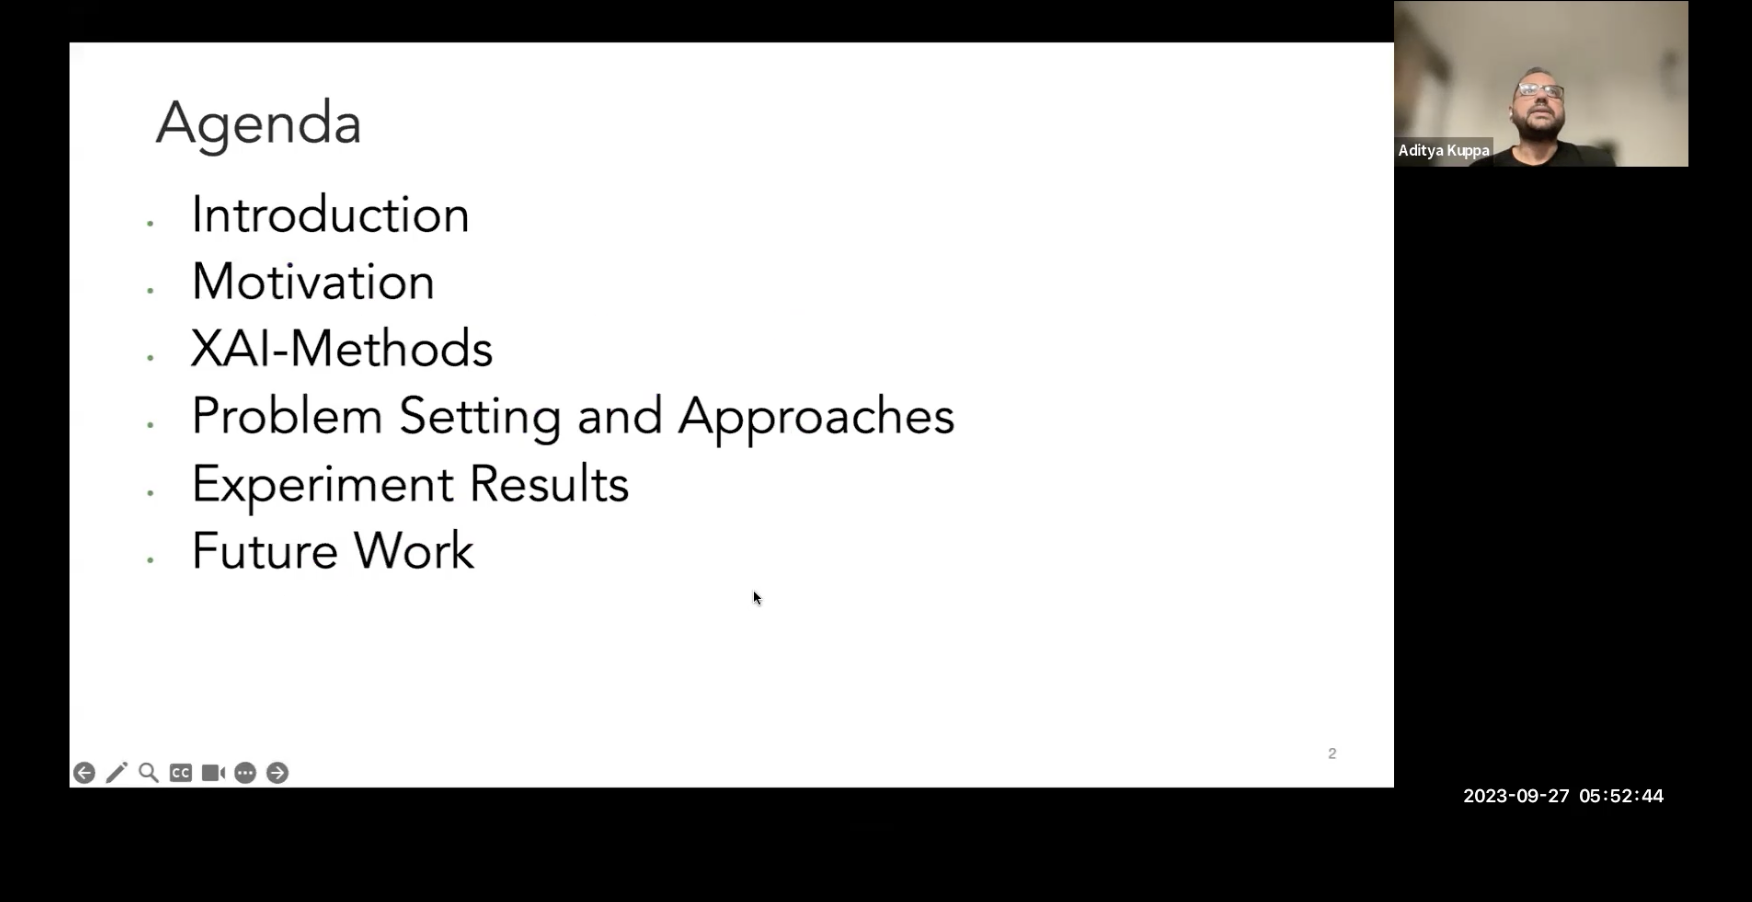 Agenda
Introduction
Motivation
XAI-Methods
Problem Setting and Approaches
Experiment Results
Future Work
2
CC
Aditya Kuppa
2023-09-27 05:52:44